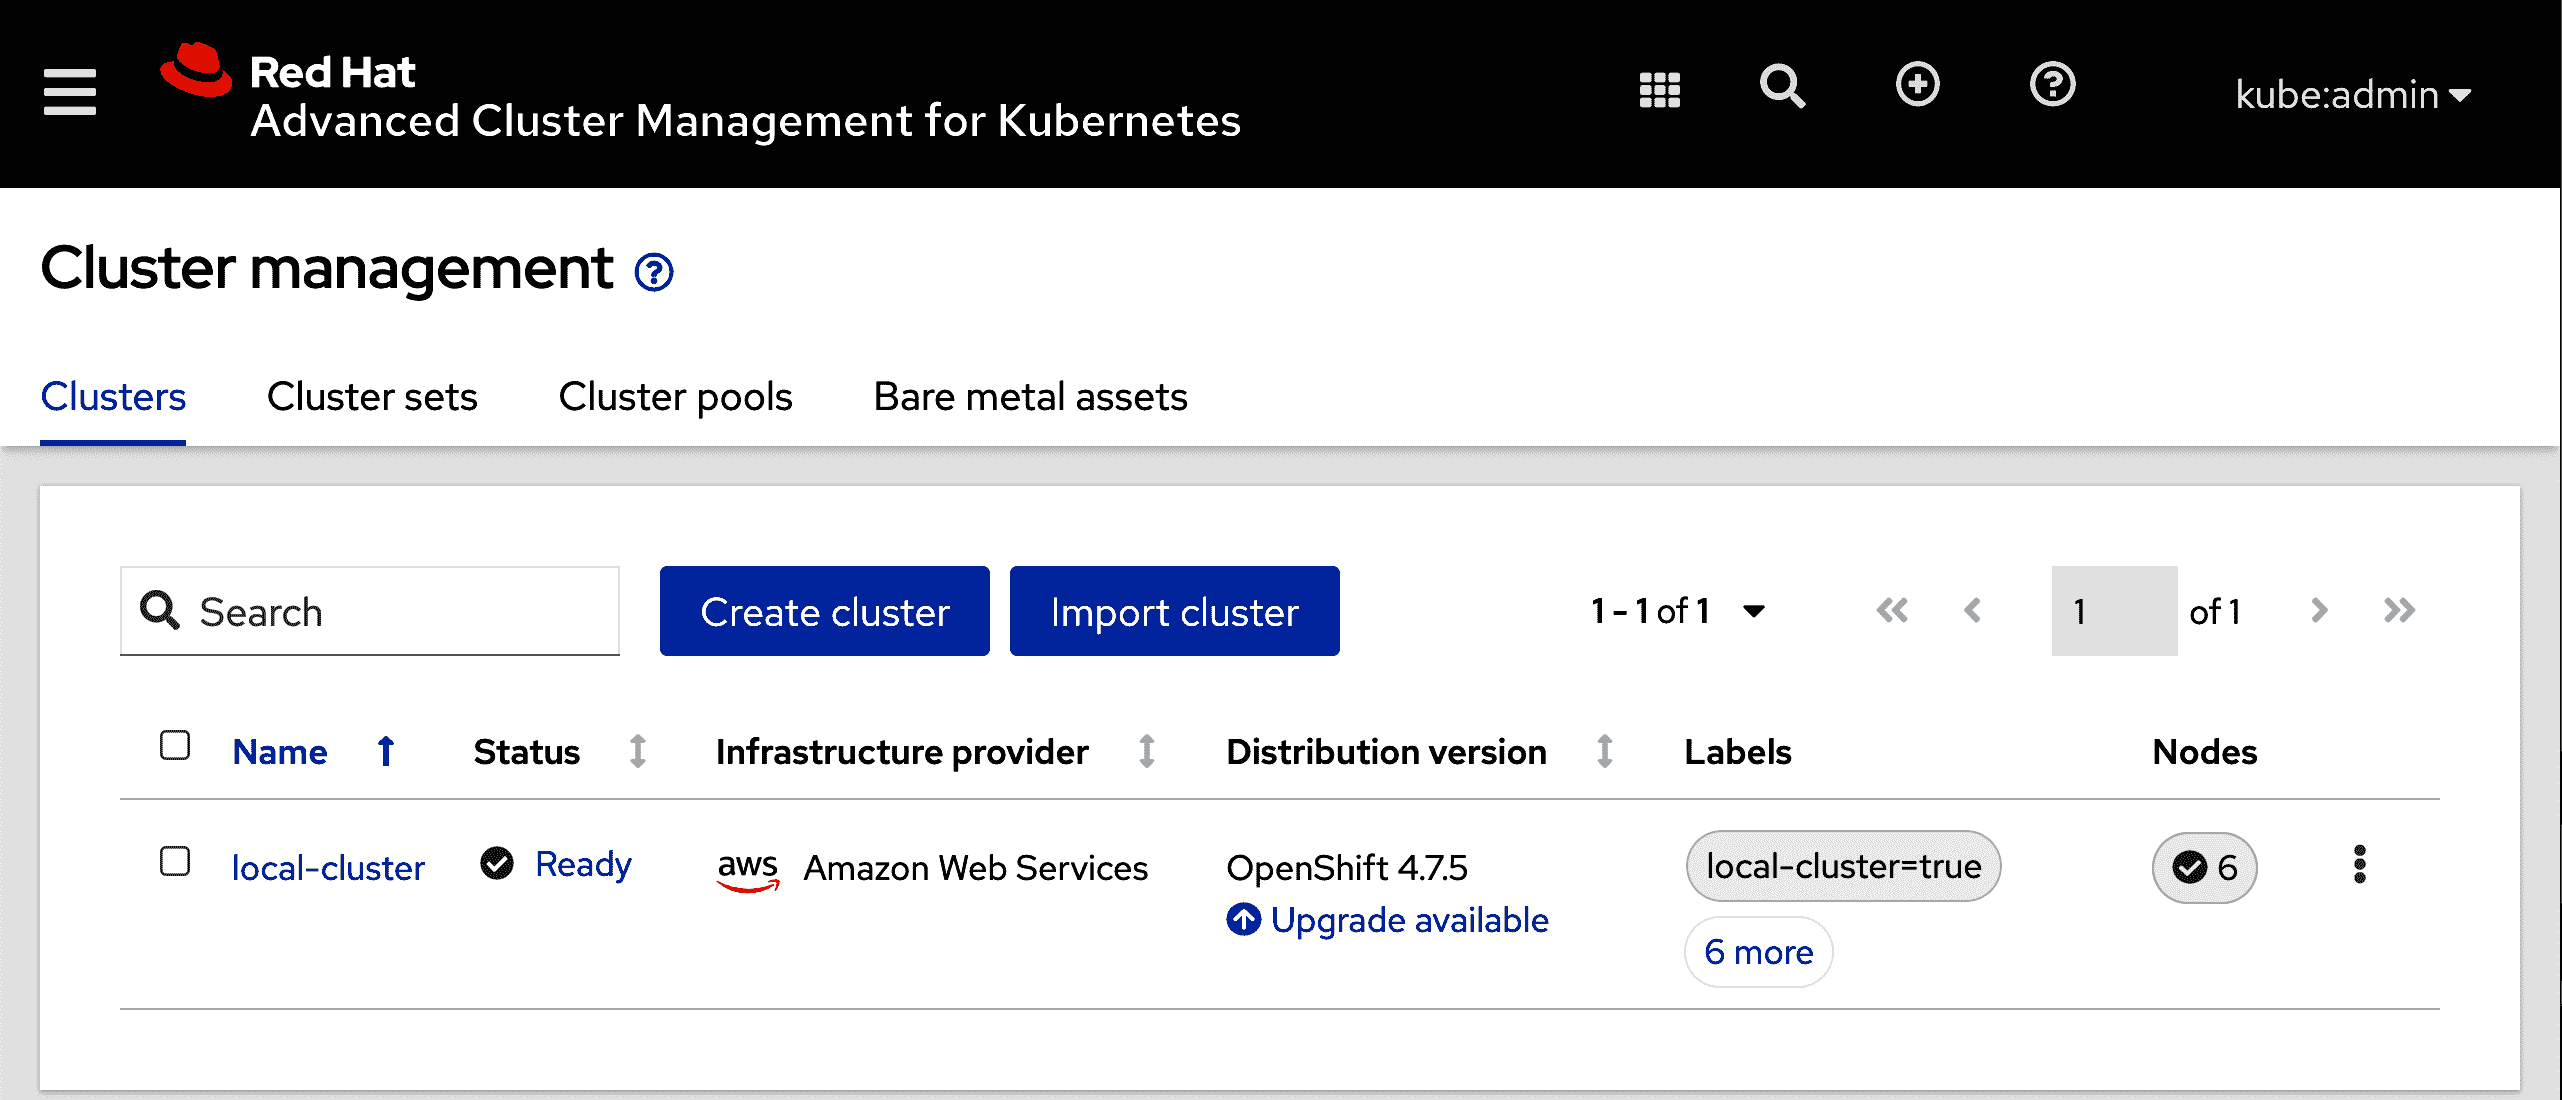 Red Hat
Advanced Cluster Management for Kubernetes
kube:admin
Cluster management
Clusters Cluster sets Cluster pools Bare metal assets
Search Create cluster Import cluster 1 - 1 of 1 1 of 1
Name Status Infrastructure provider Distribution version Labels Nodes
local-cluster Ready aws Amazon Web Services OpenShift 4.7.5 local-cluster=true 6
Upgrade available
6 more